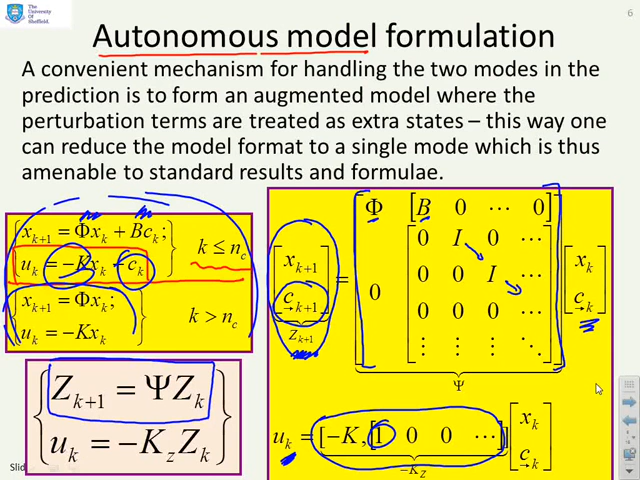 The University Of Sheffield.
6
Autonomous model formulation
A convenient mechanism for handling the two modes in the
prediction is to form an augmented model where the
perturbation terms are treated as extra states – this way one
can reduce the model format to a single mode which is thus
amenable to standard results and formulae.
x_{k+1} = Φx_k + Bc_k;
u_k = −Kx_k − c_k
k ≤ n_c
x_{k+1} = Φx_k;
u_k = −Kx_k
k > n_c
Z_{k+1} = ΨZ_k
u_k = −K_z Z_k
[x_{k+1} c_{→k+1}] = [Φ [B 0 ⋯ 0] 0 [0 I 0 ⋯ 0 0 I ⋯ 0 0 0 ⋯ ⋮ ⋮ ⋮ ⋱]] [x_k c_{→k}]
Z_{k+1}
Ψ
u_k = [−K, [1 0 0 ⋯]] [x_k c_{→k}]
−K_Z
Slid